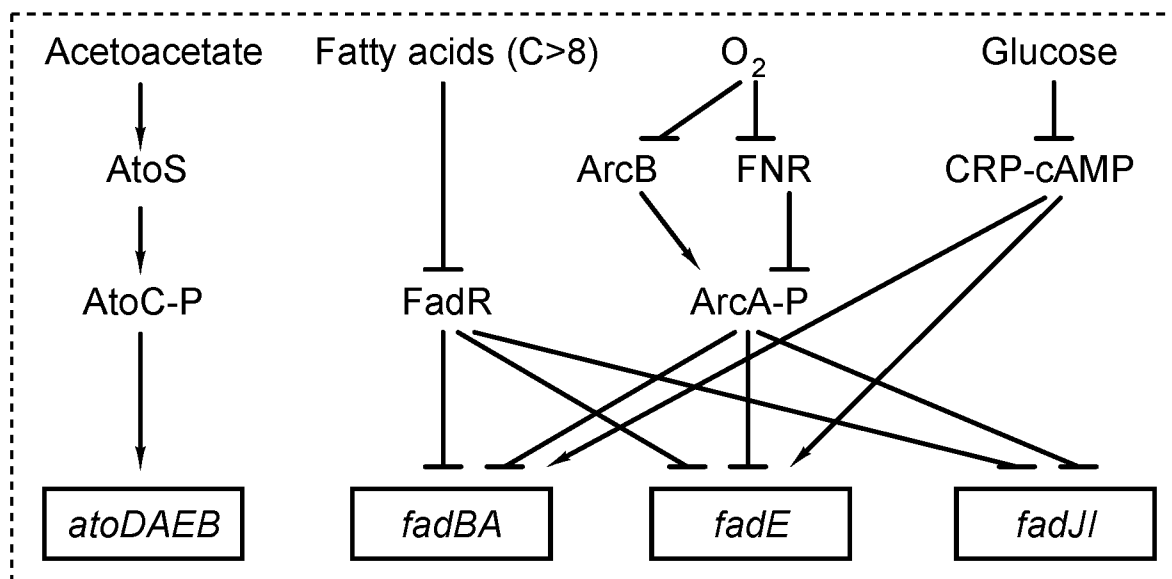 Acetoacetate Fatty acids (C>8) O2 Glucose
AtoS ArcB FNR CRP-cAMP
AtoC-P FadR ArcA-P
atoDAEB fadBA fadE fadJI